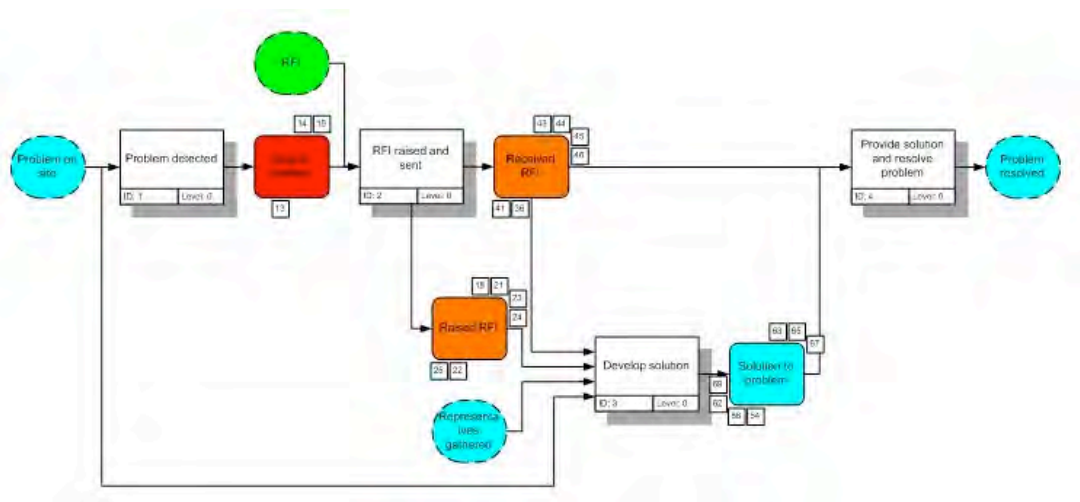 RFI
14
15
Problem on
site
Problem detected
ID: 1
Level: 0
13
RFI raised and
sent
ID: 2
Level: 0
43
44
45
46
Received
RFI
41
36
Provide solution
and resolve
problem
ID: 4
Level: 0
Problem
resolved
18
21
23
24
Raised RFI
25
22
Representa
ives
gathered
Develop solution
ID: 3
Level: 0
63
65
67
Solution to
problem
69
62
56
54